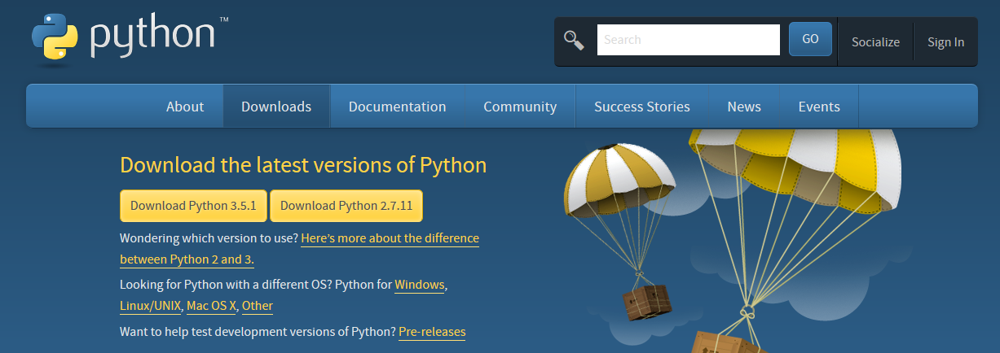 python™
Search
GO
Socialize
Sign In
About
Downloads
Documentation
Community
Success Stories
News
Events
Download the latest versions of Python
Download Python 3.5.1
Download Python 2.7.11
Wondering which version to use? Here's more about the difference
between Python 2 and 3.
Looking for Python with a different OS? Python for Windows,
Linux/UNIX, Mac OS X, Other
Want to help test development versions of Python? Pre-releases